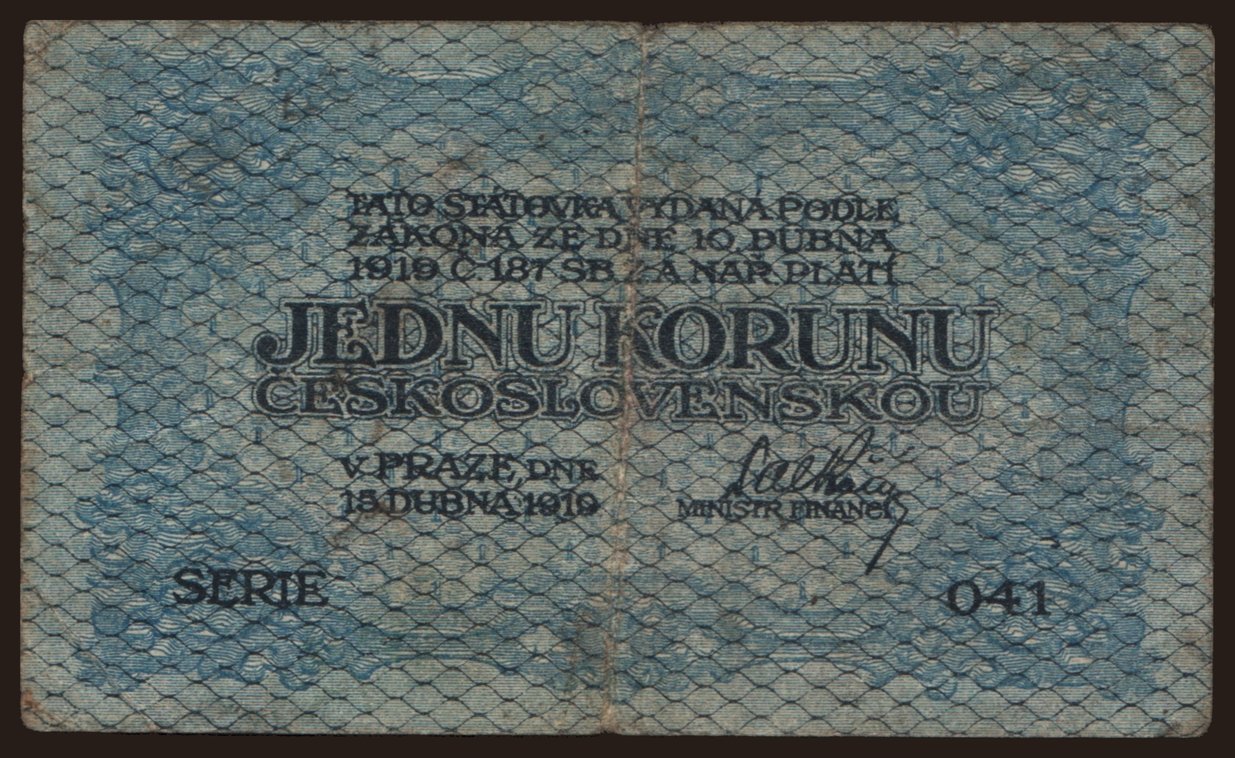 TATO STÁTOVKA VYDANÁ PODLE
ZÁKONA ZE DNE 10. DUBNA
1919 Č. 187 SB. Z. A NAŘ. PLATÍ
JEDNU KORUNU
ČESKOSLOVENSKOU
V PRAZE, DNE
15. DUBNA 1919
MINISTR FINANCÍ
SERIE
041